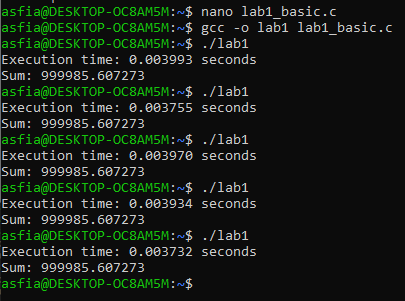 asfia@DESKTOP-OC8AM5M:~$ nano lab1_basic.c
asfia@DESKTOP-OC8AM5M:~$ gcc -o lab1 lab1_basic.c
asfia@DESKTOP-OC8AM5M:~$ ./lab1
Execution time: 0.003993 seconds
Sum: 999985.607273
asfia@DESKTOP-OC8AM5M:~$ ./lab1
Execution time: 0.003755 seconds
Sum: 999985.607273
asfia@DESKTOP-OC8AM5M:~$ ./lab1
Execution time: 0.003970 seconds
Sum: 999985.607273
asfia@DESKTOP-OC8AM5M:~$ ./lab1
Execution time: 0.003934 seconds
Sum: 999985.607273
asfia@DESKTOP-OC8AM5M:~$ ./lab1
Execution time: 0.003732 seconds
Sum: 999985.607273
asfia@DESKTOP-OC8AM5M:~$